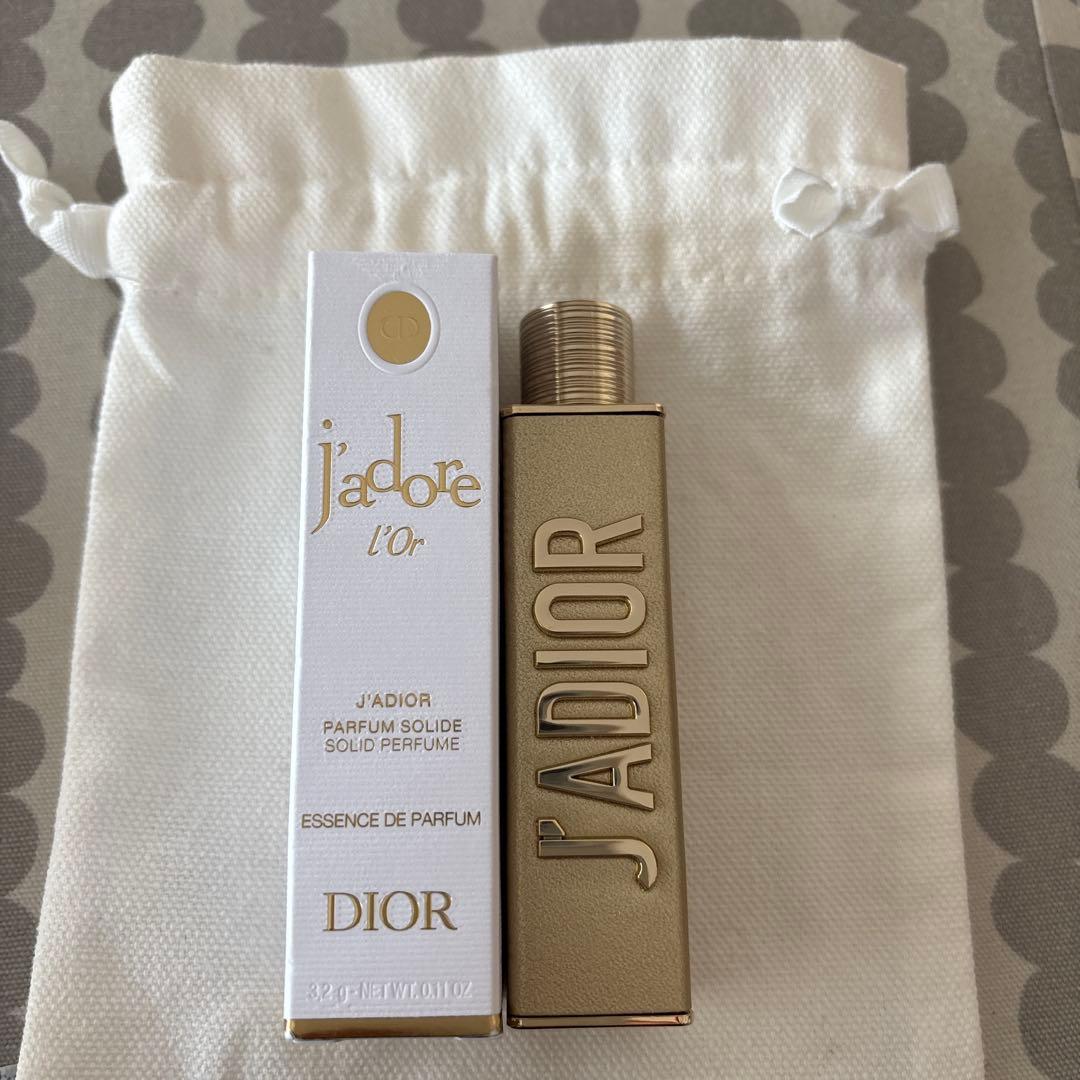 CD
j'adore
l'Or
J'ADIOR
PARFUM SOLIDE
SOLID PERFUME
ESSENCE DE PARFUM
DIOR
3,2 g - NET WT. 0.11 OZ
J'ADIOR